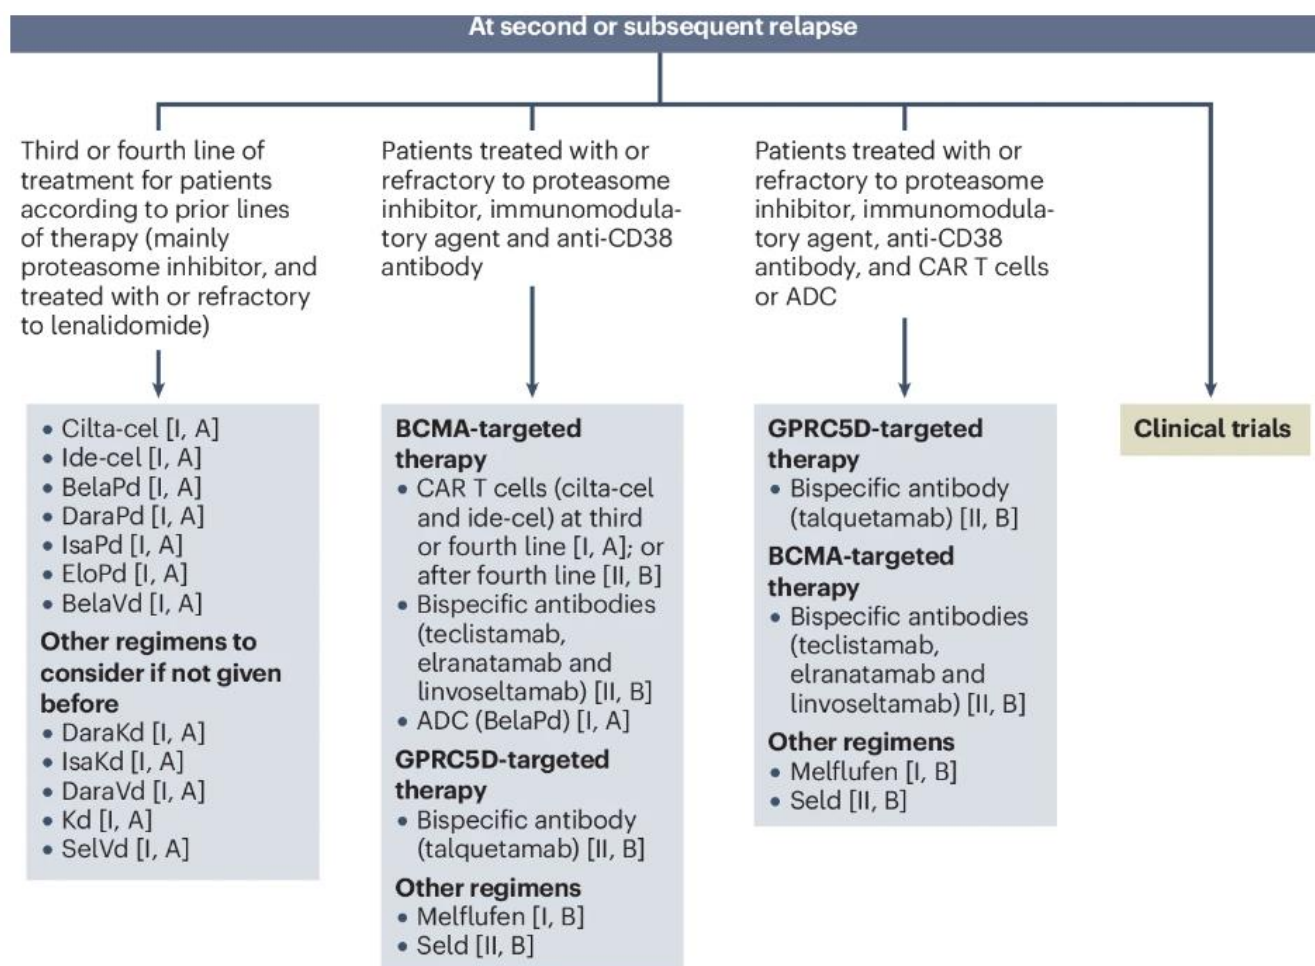 At second or subsequent relapse
Third or fourth line of
treatment for patients
according to prior lines
of therapy (mainly
proteasome inhibitor, and
treated with or refractory
to lenalidomide)
• Cilta-cel [I, A]
• Ide-cel [I, A]
• BelaPd [I, A]
• DaraPd [I, A]
• IsaPd [I, A]
• EloPd [I, A]
• BelaVd [I, A]
Other regimens to
consider if not given
before
• DaraKd [I, A]
• IsaKd [I, A]
• DaraVd [I, A]
• Kd [I, A]
• SelVd [I, A]
Patients treated with or
refractory to proteasome
inhibitor, immunomodula-
tory agent and anti-CD38
antibody
BCMA-targeted
therapy
• CAR T cells (cilta-cel
and ide-cel) at third
or fourth line [I, A]; or
after fourth line [II, B]
• Bispecific antibodies
(teclistamab,
elranatamab and
linvoseltamab) [II, B]
• ADC (BelaPd) [I, A]
GPRC5D-targeted
therapy
• Bispecific antibody
(talquetamab) [II, B]
Other regimens
• Melflufen [I, B]
• Seld [II, B]
Patients treated with or
refractory to proteasome
inhibitor, immunomodula-
tory agent, anti-CD38
antibody, and CAR T cells
or ADC
GPRC5D-targeted
therapy
• Bispecific antibody
(talquetamab) [II, B]
BCMA-targeted
therapy
• Bispecific antibodies
(teclistamab,
elranatamab and
linvoseltamab) [II, B]
Other regimens
• Melflufen [I, B]
• Seld [II, B]
Clinical trials